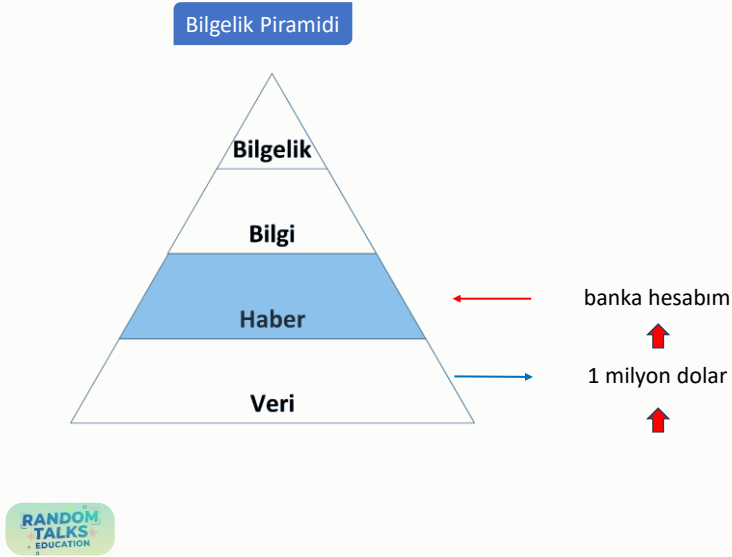 Bilgelik Piramidi
Bilgelik
Bilgi
Haber
banka hesabım
1 milyon dolar
Veri
RANDOM
TALKS
EDUCATION